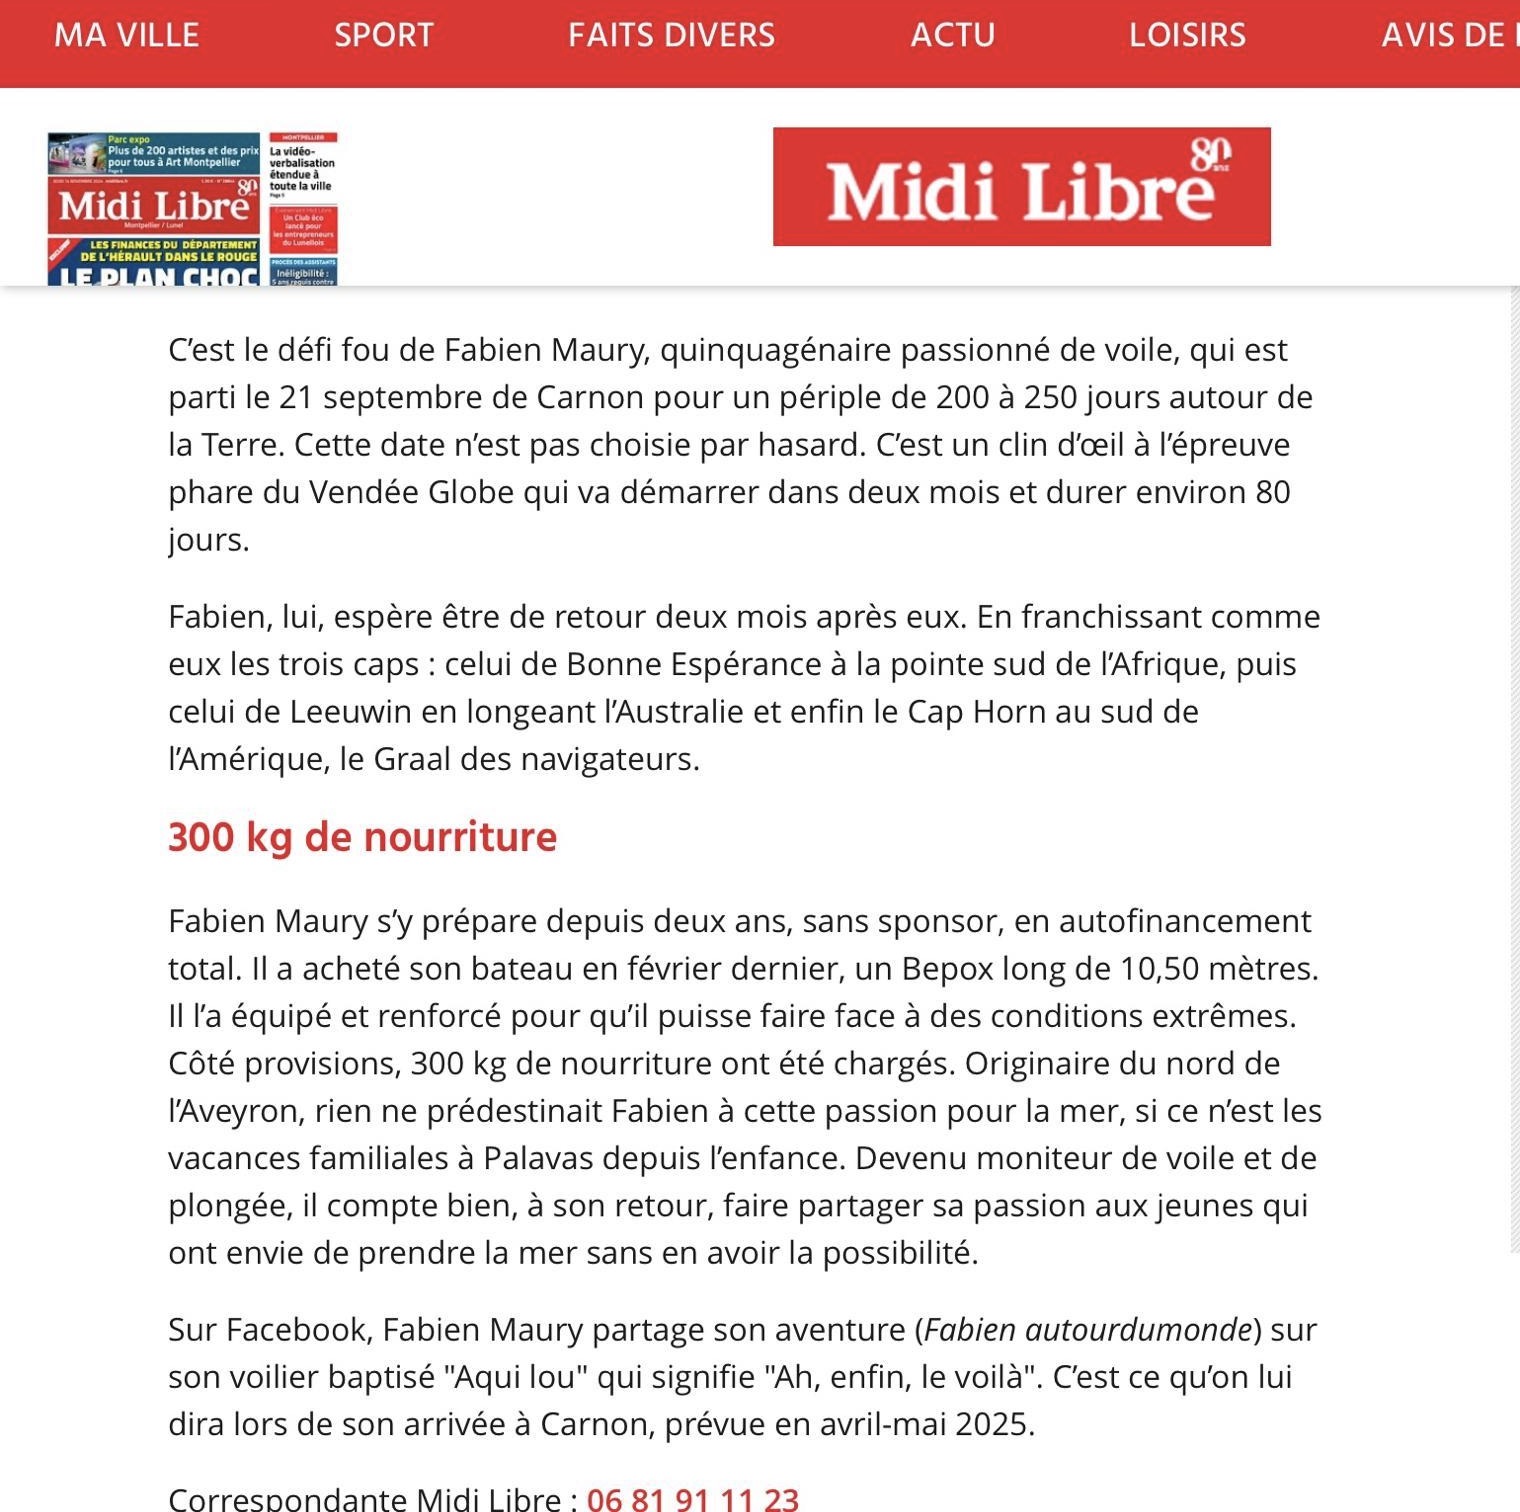 MA VILLE SPORT FAITS DIVERS ACTU LOISIRS AVIS DE
Parc expo
Plus de 200 artistes et des prix
pour tous à Art Montpellier
Midi Libre
80
Montpellier / Lunel
LES FINANCES DU DÉPARTEMENT
DE L'HÉRAULT DANS LE ROUGE
LE PLAN CHOC
MONTPELLIER
La vidéo-
verbalisation
étendue à
toute la ville
Un Club éco
lancé pour
les entrepreneurs
du Lunellois
PROCÈS DES ASSISTANTS
Inéligibilité :
5 ans requis contre
Midi Libre
80
ans
C’est le défi fou de Fabien Maury, quinquagénaire passionné de voile, qui est
parti le 21 septembre de Carnon pour un périple de 200 à 250 jours autour de
la Terre. Cette date n’est pas choisie par hasard. C’est un clin d’œil à l’épreuve
phare du Vendée Globe qui va démarrer dans deux mois et durer environ 80
jours.
Fabien, lui, espère être de retour deux mois après eux. En franchissant comme
eux les trois caps : celui de Bonne Espérance à la pointe sud de l’Afrique, puis
celui de Leeuwin en longeant l’Australie et enfin le Cap Horn au sud de
l’Amérique, le Graal des navigateurs.
300 kg de nourriture
Fabien Maury s’y prépare depuis deux ans, sans sponsor, en autofinancement
total. Il a acheté son bateau en février dernier, un Bepox long de 10,50 mètres.
Il l’a équipé et renforcé pour qu’il puisse faire face à des conditions extrêmes.
Côté provisions, 300 kg de nourriture ont été chargés. Originaire du nord de
l’Aveyron, rien ne prédestinait Fabien à cette passion pour la mer, si ce n’est les
vacances familiales à Palavas depuis l’enfance. Devenu moniteur de voile et de
plongée, il compte bien, à son retour, faire partager sa passion aux jeunes qui
ont envie de prendre la mer sans en avoir la possibilité.
Sur Facebook, Fabien Maury partage son aventure (Fabien autourdumonde) sur
son voilier baptisé "Aqui lou" qui signifie "Ah, enfin, le voilà". C’est ce qu’on lui
dira lors de son arrivée à Carnon, prévue en avril-mai 2025.
Correspondante Midi Libre : 06 81 91 11 23